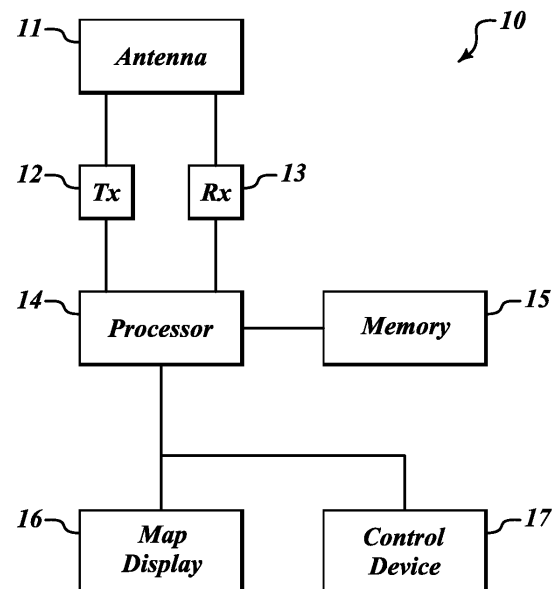 11
Antenna
10
12
Tx
Rx
13
14
Processor
Memory
15
16
Map
Display
Control
Device
17